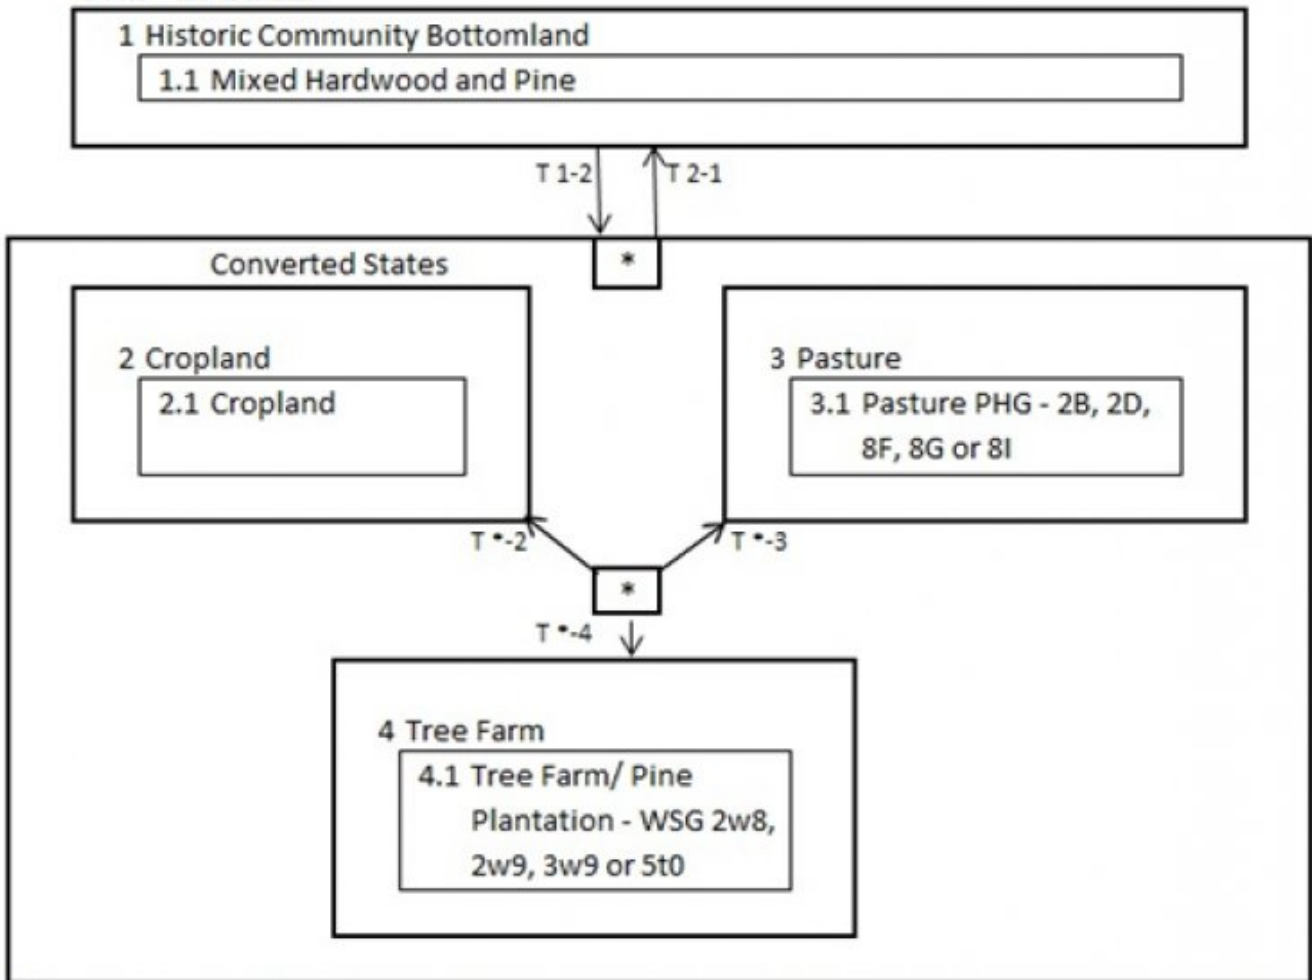 1 Historic Community Bottomland
1.1 Mixed Hardwood and Pine
T 1-2
T 2-1
Converted States
*
2 Cropland
2.1 Cropland
3 Pasture
3.1 Pasture PHG - 2B, 2D,
8F, 8G or 8I
T *-2
T *-3
*
T *-4
4 Tree Farm
4.1 Tree Farm/ Pine
Plantation - WSG 2w8,
2w9, 3w9 or 5t0